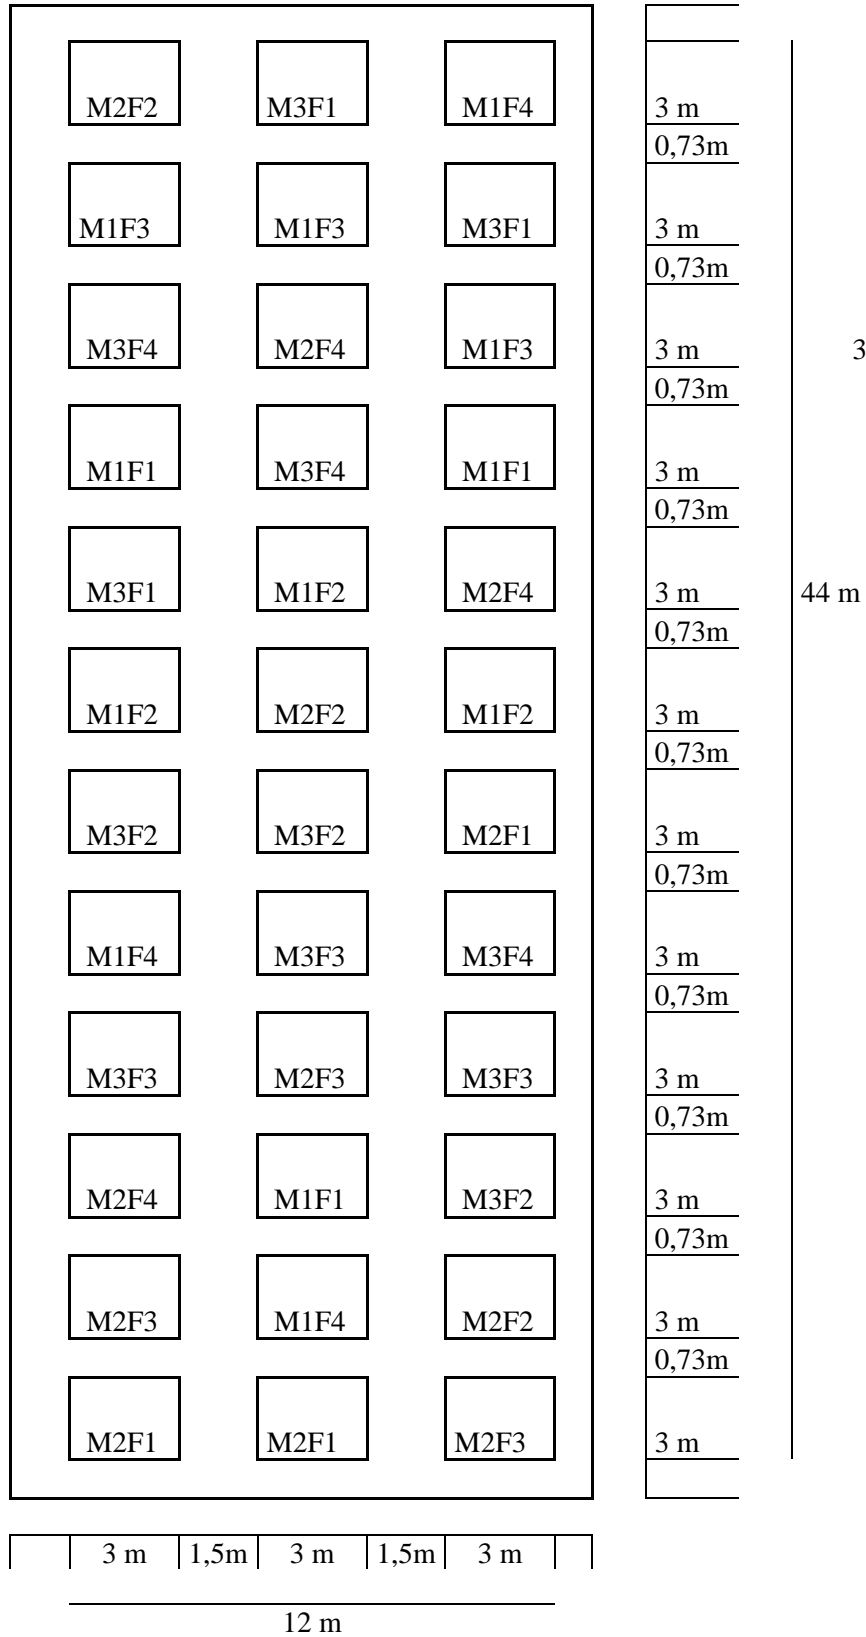 M2F2 M3F1 M1F4 3 m
0,73m
M1F3 M1F3 M3F1 3 m
0,73m
M3F4 M2F4 M1F3 3 m 3
0,73m
M1F1 M3F4 M1F1 3 m
0,73m
M3F1 M1F2 M2F4 3 m 44 m
0,73m
M1F2 M2F2 M1F2 3 m
0,73m
M3F2 M3F2 M2F1 3 m
0,73m
M1F4 M3F3 M3F4 3 m
0,73m
M3F3 M2F3 M3F3 3 m
0,73m
M2F4 M1F1 M3F2 3 m
0,73m
M2F3 M1F4 M2F2 3 m
0,73m
M2F1 M2F1 M2F3 3 m
3 m 1,5m 3 m 1,5m 3 m
12 m